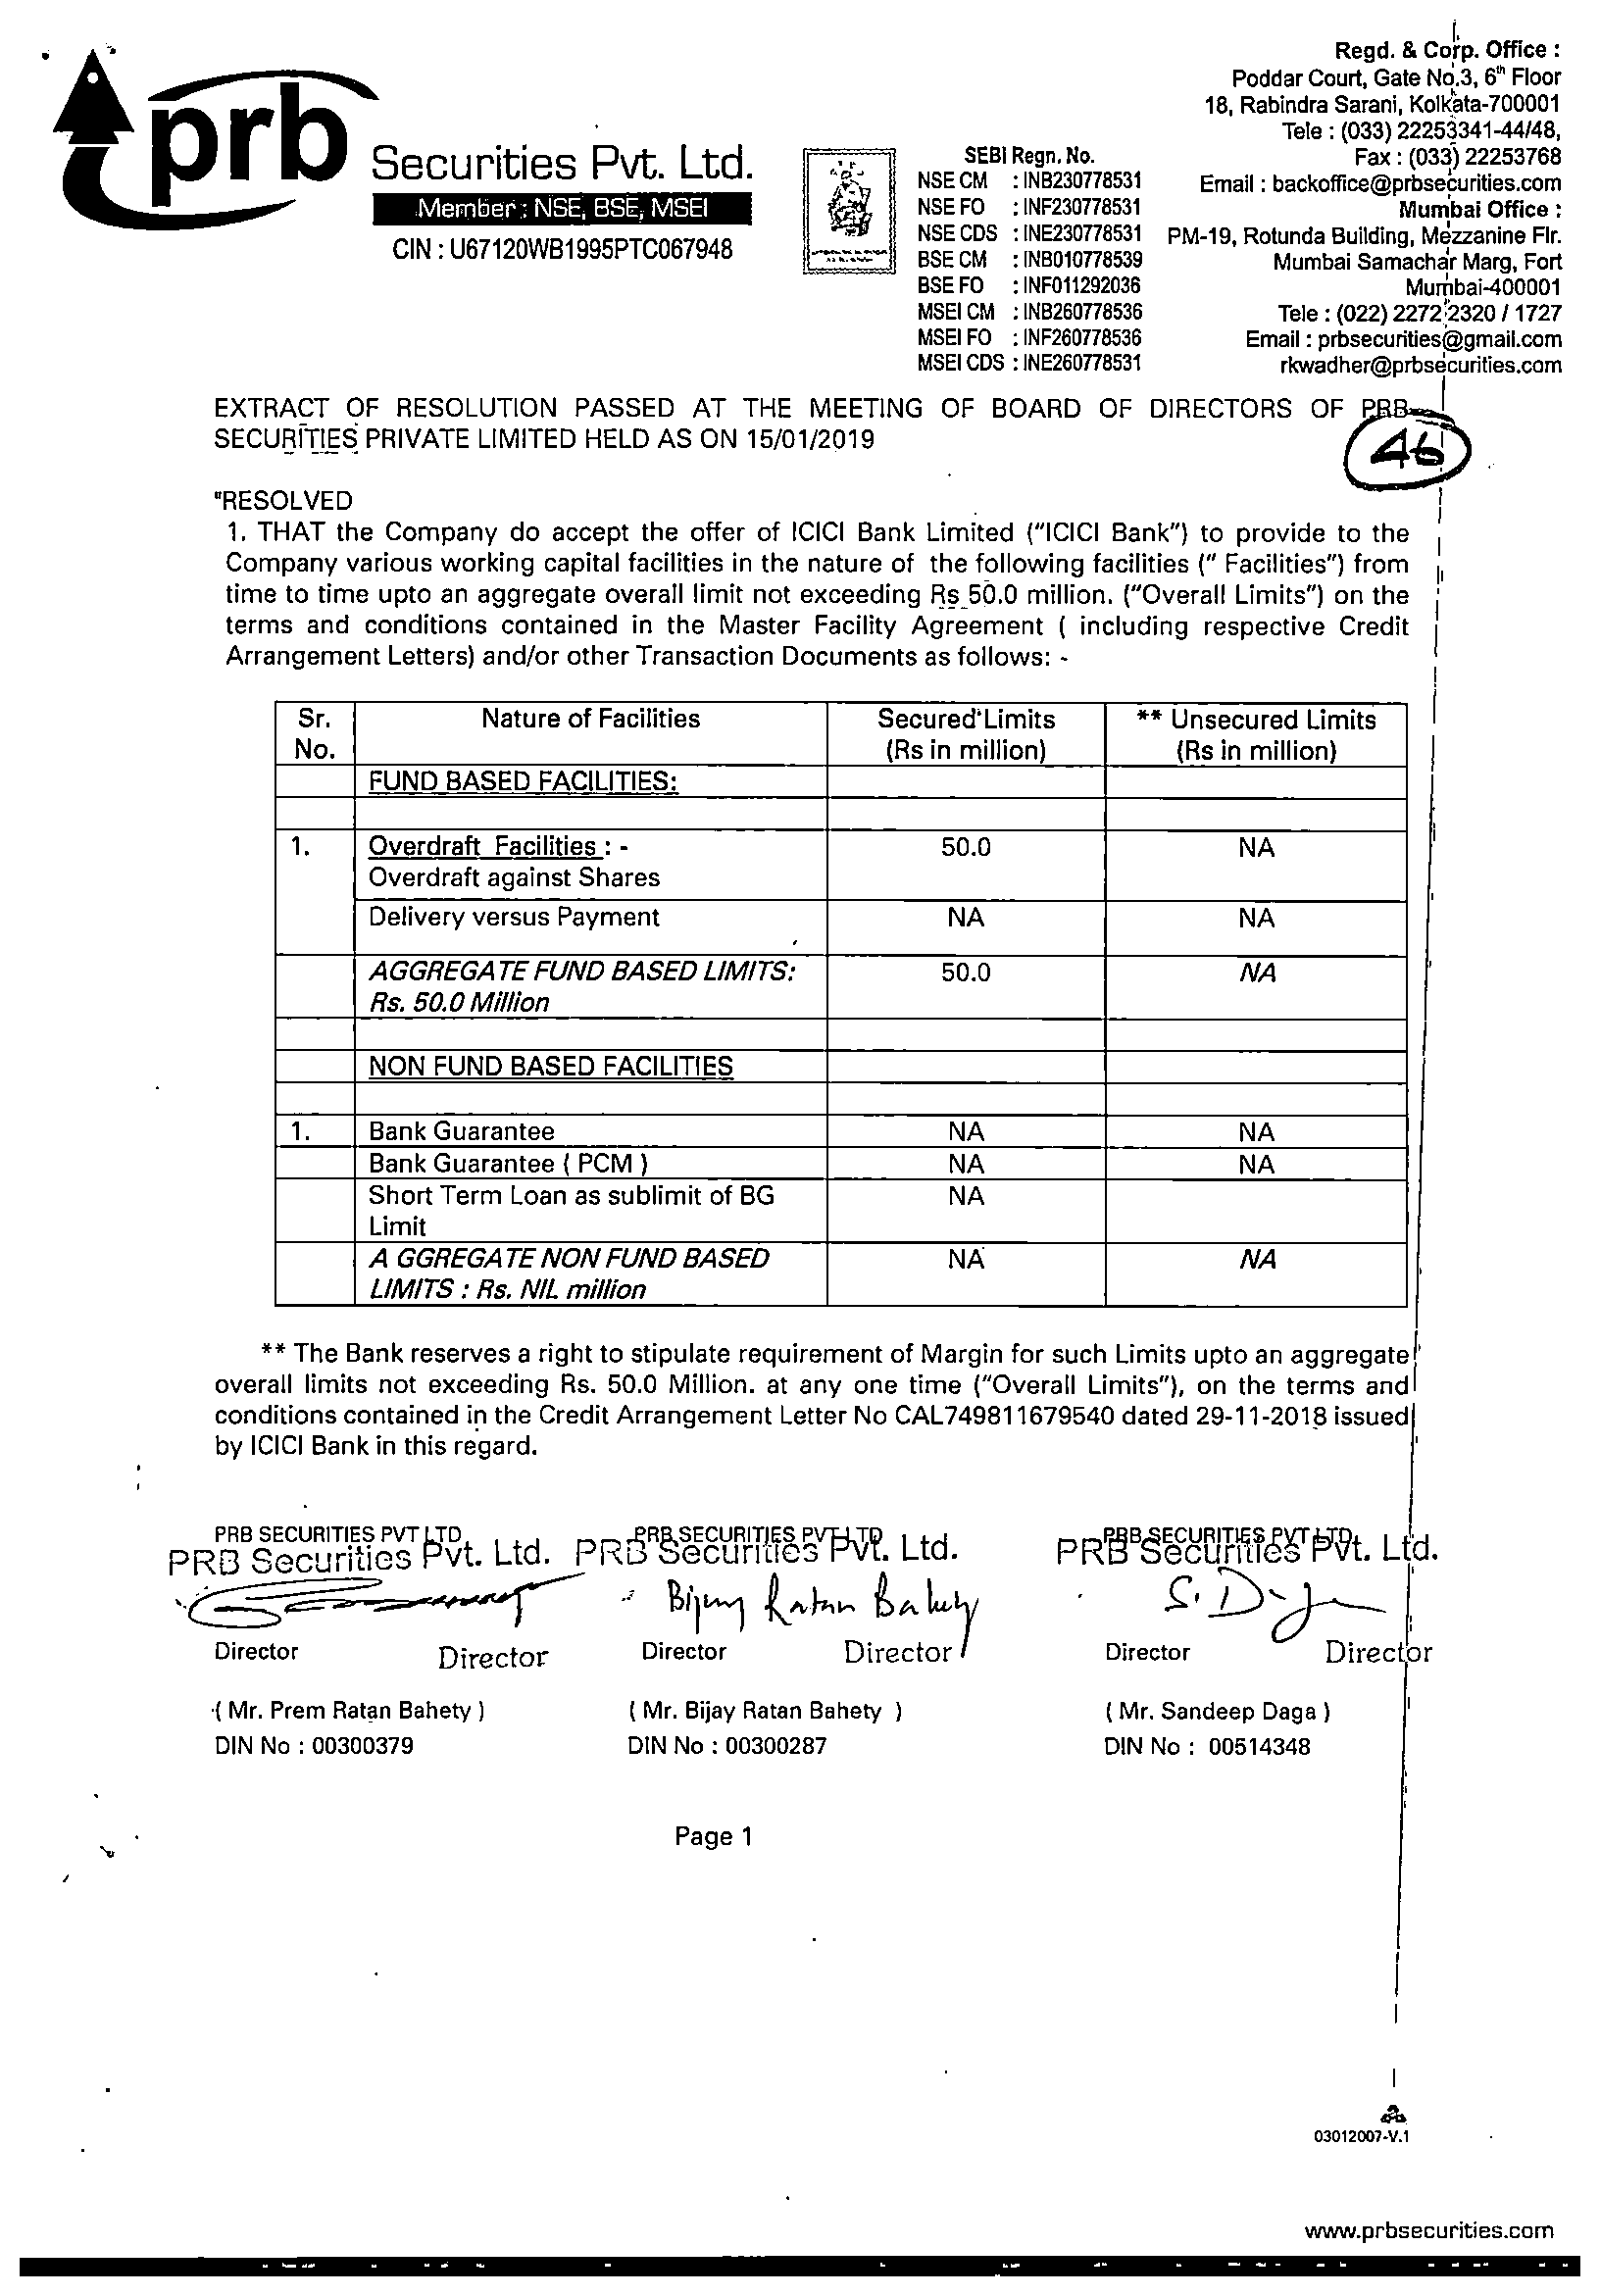 prb
Securities Pvt. Ltd.
Member : NSE, BSE, MSEI
CIN : U67120WB1995PTC067948
SEBI Regn. No.
NSE CM : INB230778531
NSE FO : INF230778531
NSE CDS : INE230778531
BSE CM : INB010778539
BSE FO : INF011292036
MSEI CM : INB260778536
MSEI FO : INF260778536
MSEI CDS : INE260778531
Regd. & Corp. Office :
Poddar Court, Gate No.3, 6th Floor
18, Rabindra Sarani, Kolkata-700001
Tele : (033) 22253341-44/48,
Fax : (033) 22253768
Email : backoffice@prbsecurities.com
Mumbai Office :
PM-19, Rotunda Building, Mezzanine Flr.
Mumbai Samachar Marg, Fort
Mumbai-400001
Tele : (022) 2272 2320 / 1727
Email : prbsecurities@gmail.com
rkwadher@prbsecurities.com
EXTRACT OF RESOLUTION PASSED AT THE MEETING OF BOARD OF DIRECTORS OF PRB
SECURITIES PRIVATE LIMITED HELD AS ON 15/01/2019
46
"RESOLVED
1. THAT the Company do accept the offer of ICICI Bank Limited ("ICICI Bank") to provide to the
Company various working capital facilities in the nature of the following facilities (" Facilities") from
time to time upto an aggregate overall limit not exceeding Rs 50.0 million. ("Overall Limits") on the
terms and conditions contained in the Master Facility Agreement ( including respective Credit
Arrangement Letters) and/or other Transaction Documents as follows: -
Sr. No. Nature of Facilities Secured Limits (Rs in million) ** Unsecured Limits (Rs in million)
FUND BASED FACILITIES:
1. Overdraft Facilities : - 50.0 NA
Overdraft against Shares
Delivery versus Payment NA NA
AGGREGATE FUND BASED LIMITS: 50.0 NA
Rs. 50.0 Million
NON FUND BASED FACILITIES
1. Bank Guarantee NA NA
Bank Guarantee ( PCM ) NA NA
Short Term Loan as sublimit of BG NA
Limit
A GGREGATE NON FUND BASED NA NA
LIMITS : Rs. NIL million
** The Bank reserves a right to stipulate requirement of Margin for such Limits upto an aggregate
overall limits not exceeding Rs. 50.0 Million. at any one time ("Overall Limits"), on the terms and
conditions contained in the Credit Arrangement Letter No CAL749811679540 dated 29-11-2018 issued
by ICICI Bank in this regard.
PRB SECURITIES PVT LTD PRB SECURITIES PVT LTD PRB SECURITIES PVT LTD
PRB Securities Pvt. Ltd. PRB Securities Pvt. Ltd. PRB Securities Pvt. Ltd.
Bijay Ratan Bahety
Director Director Director Director Director Director
( Mr. Prem Ratan Bahety ) ( Mr. Bijay Ratan Bahety ) ( Mr. Sandeep Daga )
DIN No : 00300379 DIN No : 00300287 DIN No : 00514348
Page 1
03012007-V.1
www.prbsecurities.com